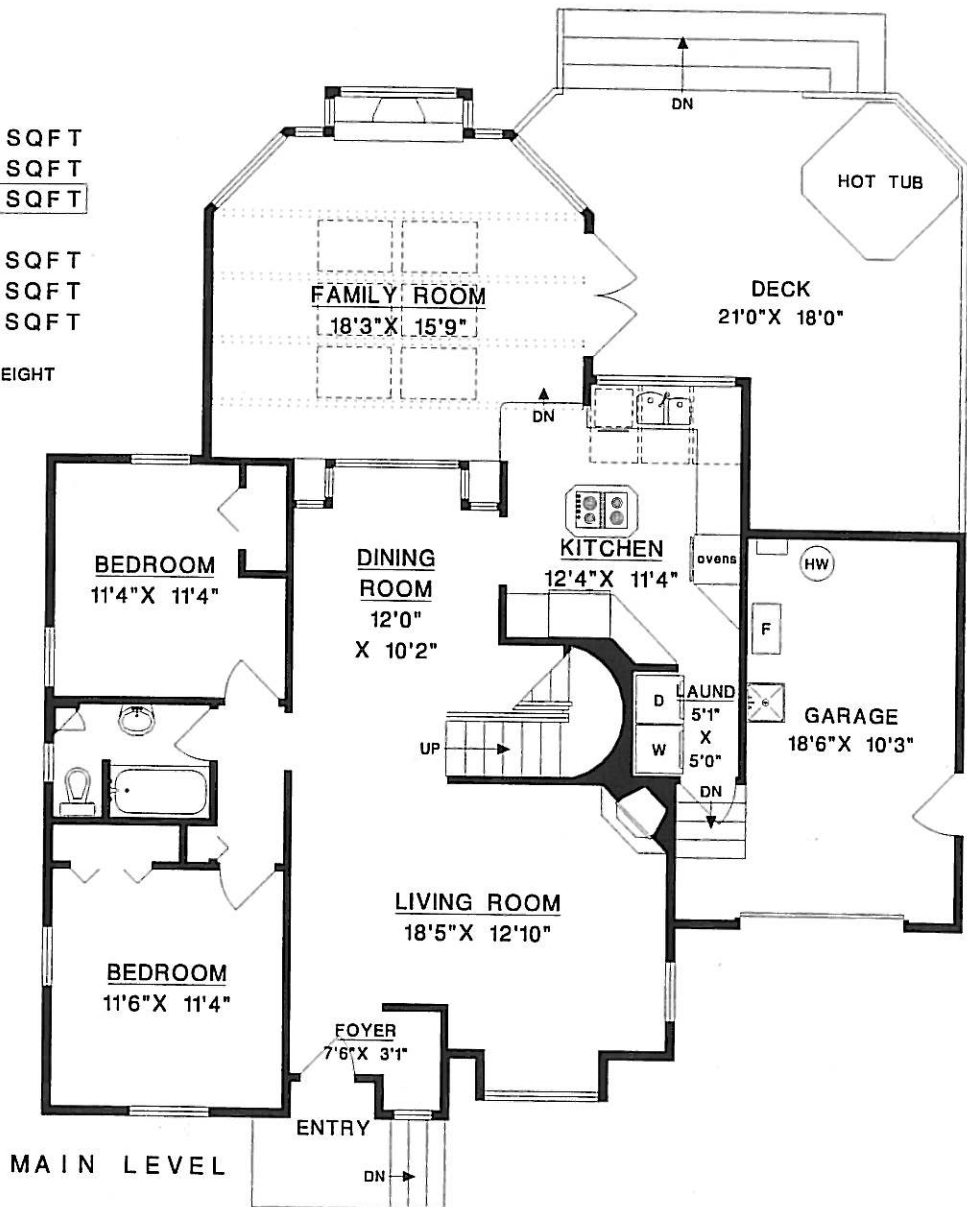 SQFT
SQFT
SQFT
SQFT
SQFT
SQFT
EIGHT
DN
HOT TUB
FAMILY ROOM
18'3"X 15'9"
DECK
21'0"X 18'0"
DN
BEDROOM
11'4"X 11'4"
DINING
ROOM
12'0"
X 10'2"
KITCHEN
12'4"X 11'4"
ovens
HW
F
UP
D
W
LAUND
5'1"
X
5'0"
DN
GARAGE
18'6"X 10'3"
LIVING ROOM
18'5"X 12'10"
BEDROOM
11'6"X 11'4"
FOYER
7'6"X 3'1"
ENTRY
DN
MAIN LEVEL